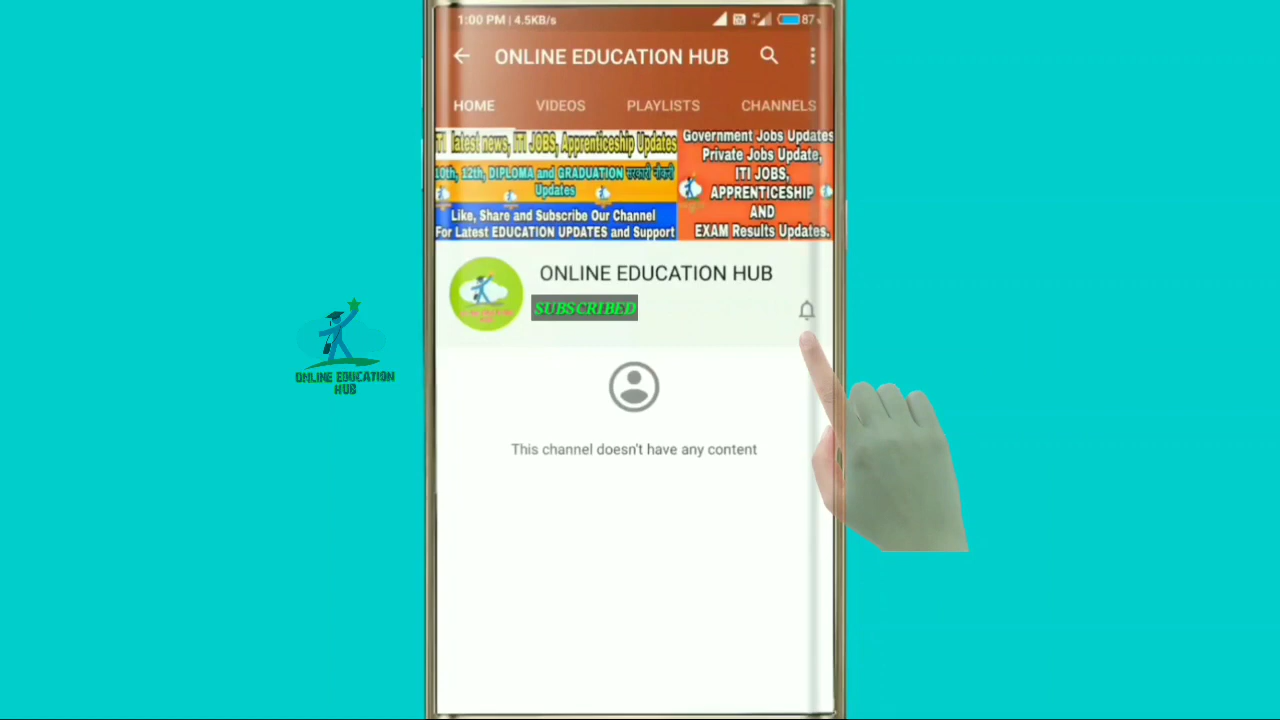 1:00 PM | 4.5KB/s
87
ONLINE EDUCATION HUB
HOME VIDEOS PLAYLISTS CHANNELS
ITI latest news, ITI JOBS, Apprenticeship Updates
10th, 12th, DIPLOMA and GRADUATION सरकारी नौकरी
Updates
Like, Share and Subscribe Our Channel
For Latest EDUCATION UPDATES and Support
Government Jobs Updates
Private Jobs Update,
ITI JOBS,
APPRENTICESHIP
AND
EXAM Results Updates.
ONLINE EDUCATION HUB
SUBSCRIBED
This channel doesn't have any content
ONLINE EDUCATION
HUB